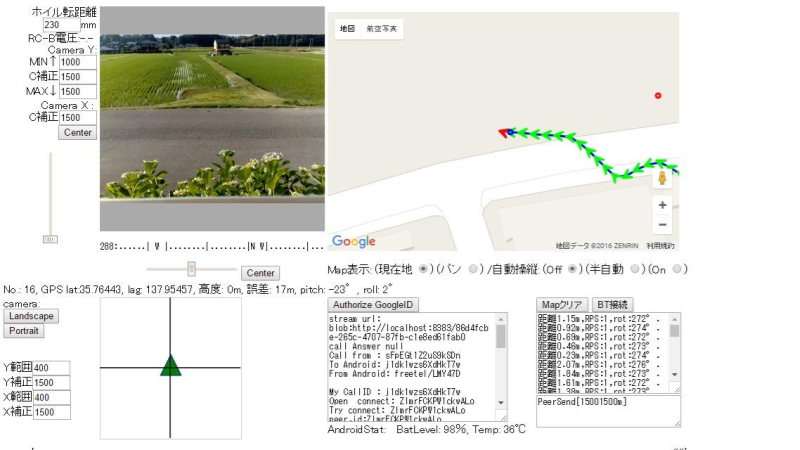 ホイル転距離
230 mm
RC-B電圧:-.-
Camera Y:
MIN↑ 1000
C補正 1500
MAX↓ 1500
Camera X :
C補正 1500
Center
地図 航空写真
Google
地図データ ©2016 ZENRIN 利用規約
288:......| W |.......|........|N W|.......|...
Center
Map表示: (現在地 ) (パン ) /自動操縦: (Off ) (半自動 ) (On )
No.: 16, GPS lat:35.76443, lag: 137.95457, 高度: 0m, 誤差: 17m, pitch: -23° , roll: 2°
camera:
Landscape
Portrait
Y範囲 400
Y補正 1500
X範囲 400
X補正 1500
Authorize GoogleID
stream url:
blob:http://localhost:8383/86d4fcb
e-265c-4707-87fb-c1e8ed61fab0
call Answer null
Call from : sFpEGL1Z2uS9kSDn
To Android: j1dk1wzs6XdHkT7v
From Android: freetel/LMY47D
My CallID : j1dk1wzs6XdHkT7v
Open connect: ZlmrFCKPW1ckwALo
Try connect: ZlmrFCKPW1ckwALo
peer.id:ZlmrFCKPW1ckwALo
AndroidStat: BatLevel: 98%, Temp: 36℃
Mapクリア BT接続
距離1.15m,RPS:1,rot:272° .
距離0.92m,RPS:1,rot:274° .
距離0.69m,RPS:1,rot:272° .
距離0.46m,RPS:1,rot:273° .
距離0.23m,RPS:1,rot:274° .
距離2.07m,RPS:1,rot:276° .
距離1.84m,RPS:1,rot:273° .
距離1.61m,RPS:1,rot:272° .
距離1.38m,RPS:1,rot:273° .
PeerSend[15001500m]